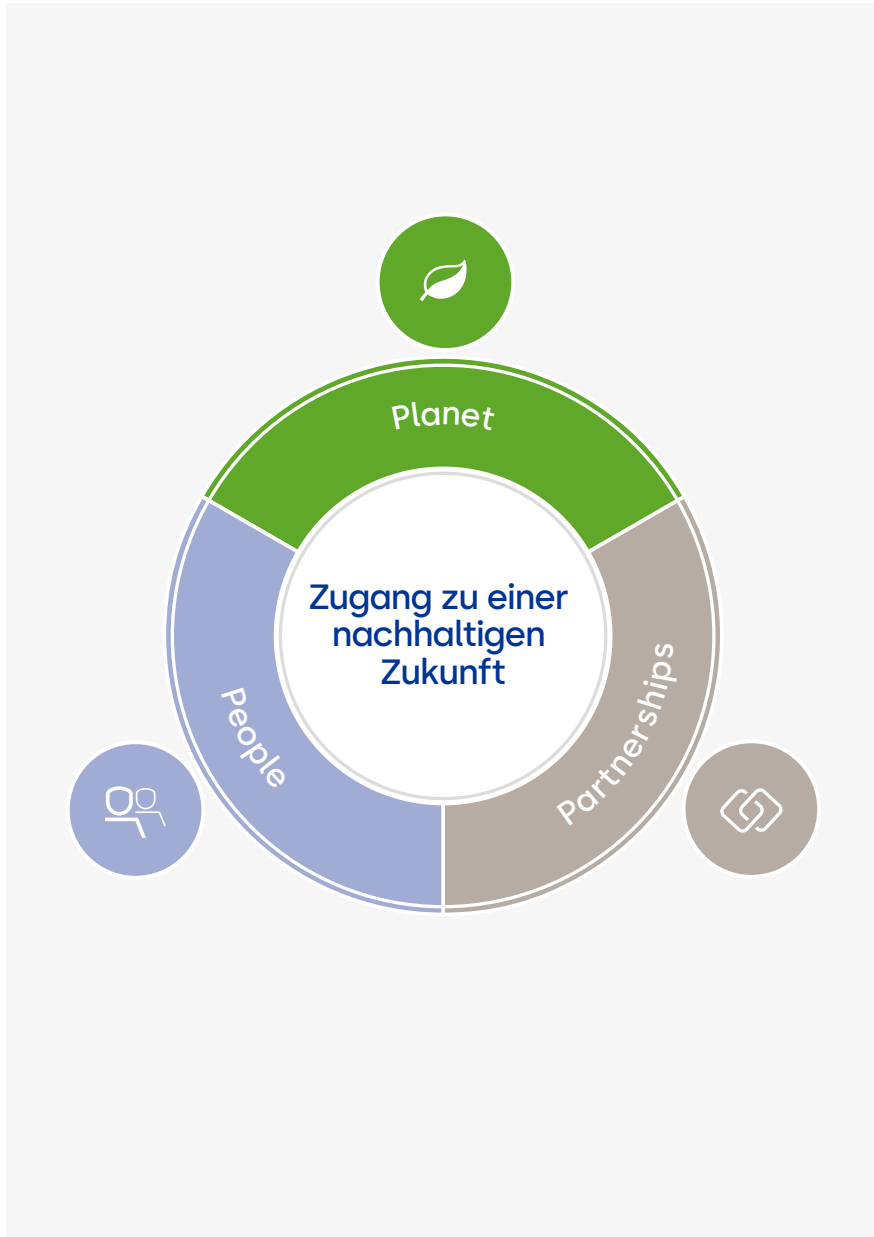 Planet
Zugang zu einer
nachhaltigen
Zukunft
People
Partnerships